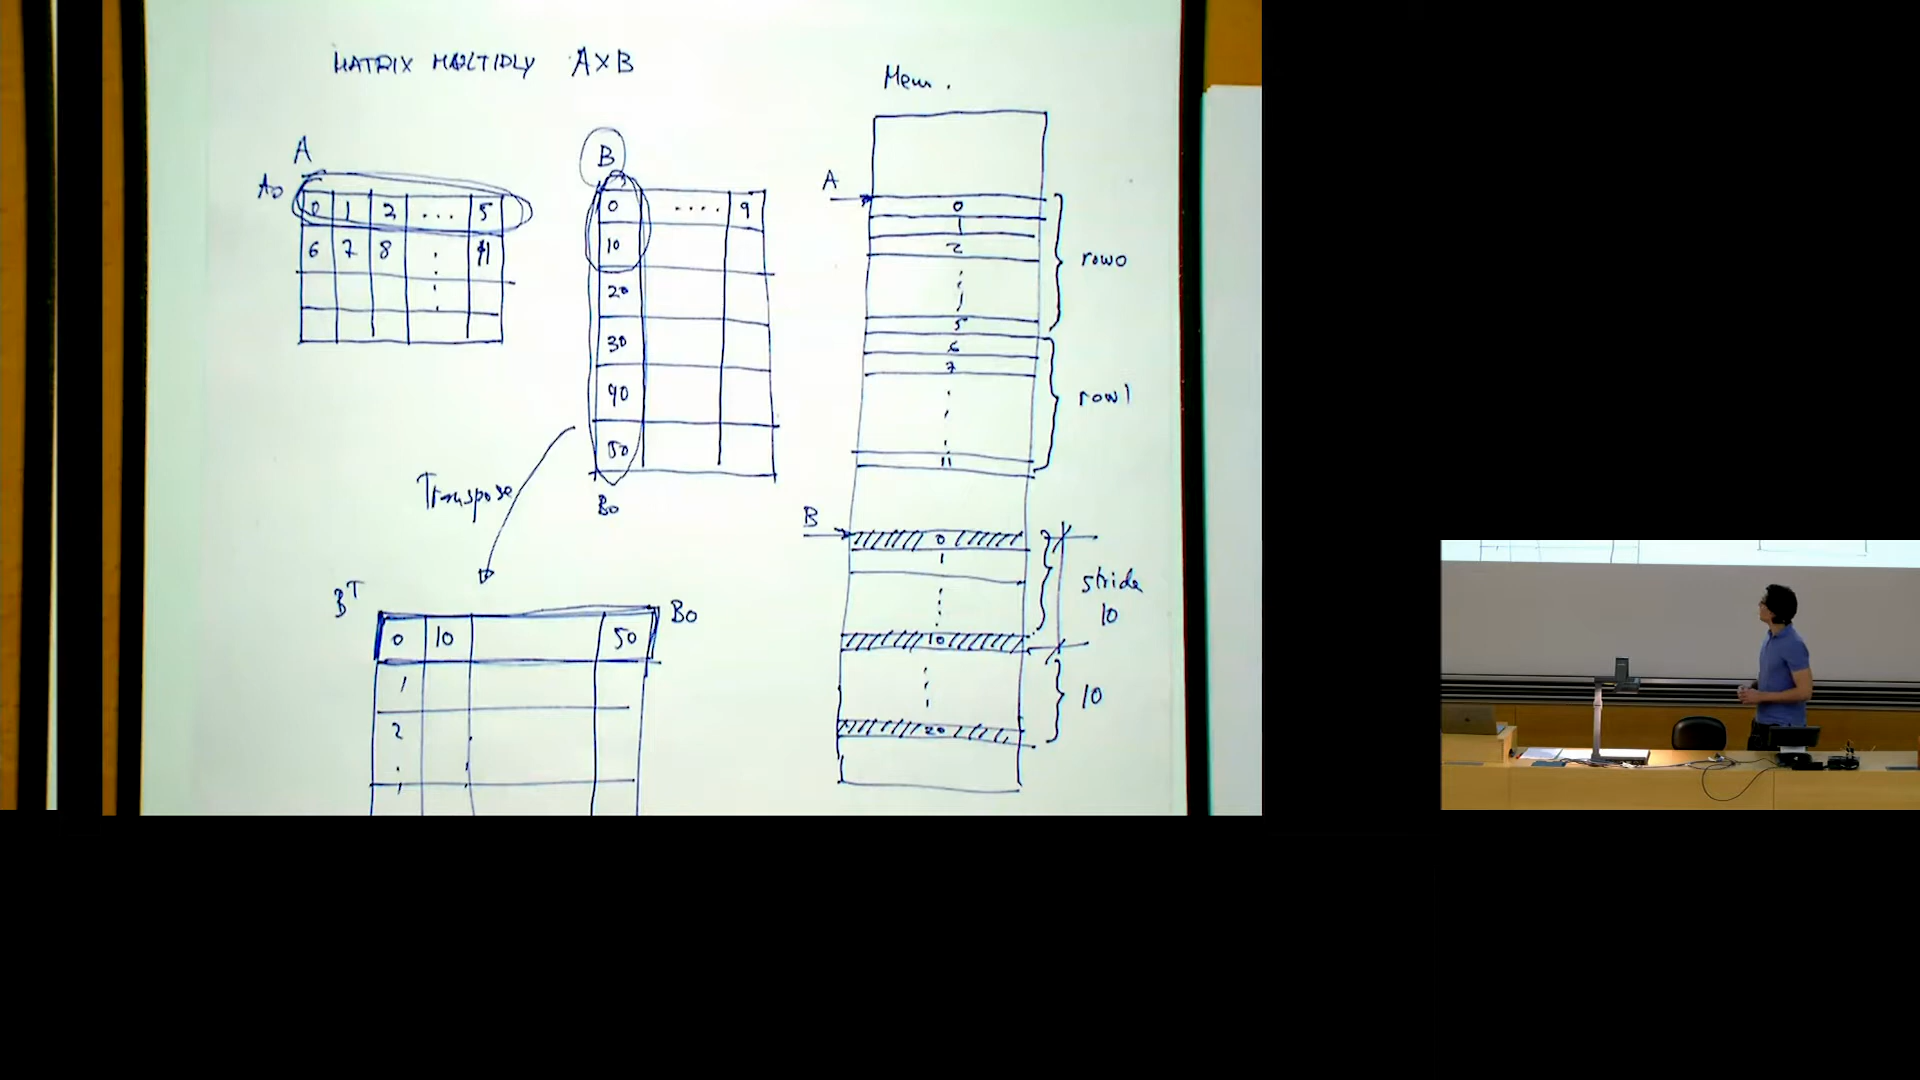 MATRIX MULTIPLY A×B
A
A0
0 1 2 ... 5
6 7 8 11
B
0 .... 9
10
20
30
40
50
B0
Transpose
B^T
0 10 50
1
2
B0
Mem.
A
0
1
2
5
row0
6
7
11
row1
B
0
1
10
stride
10
20
10